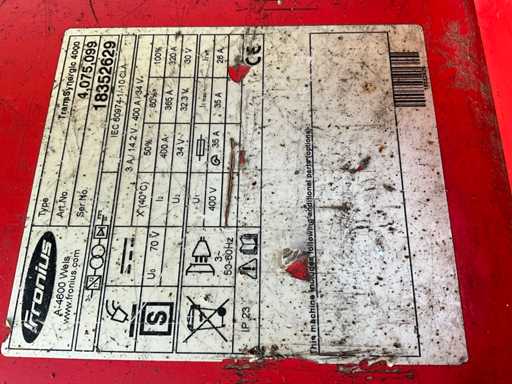 Fronius
A-4600 Wels
www.fronius.com
Type TransSynergic 4000
Art.No. 4,075,099
Ser.No. 18352629
IEC 60974-1/-10 Cl.A
3 A / 14.2 V - 400 A / 34 V
X (40°C) 50% 60% 100%
U₀ 70 V
I₂ 400 A 365 A 320 A
U₂ 34 V 32.3 V 30 V
S
3~
50-60Hz
U₁
400 V
35 A
35 A
26 A
IP 23
CE
This machine includes following additional parts/options: